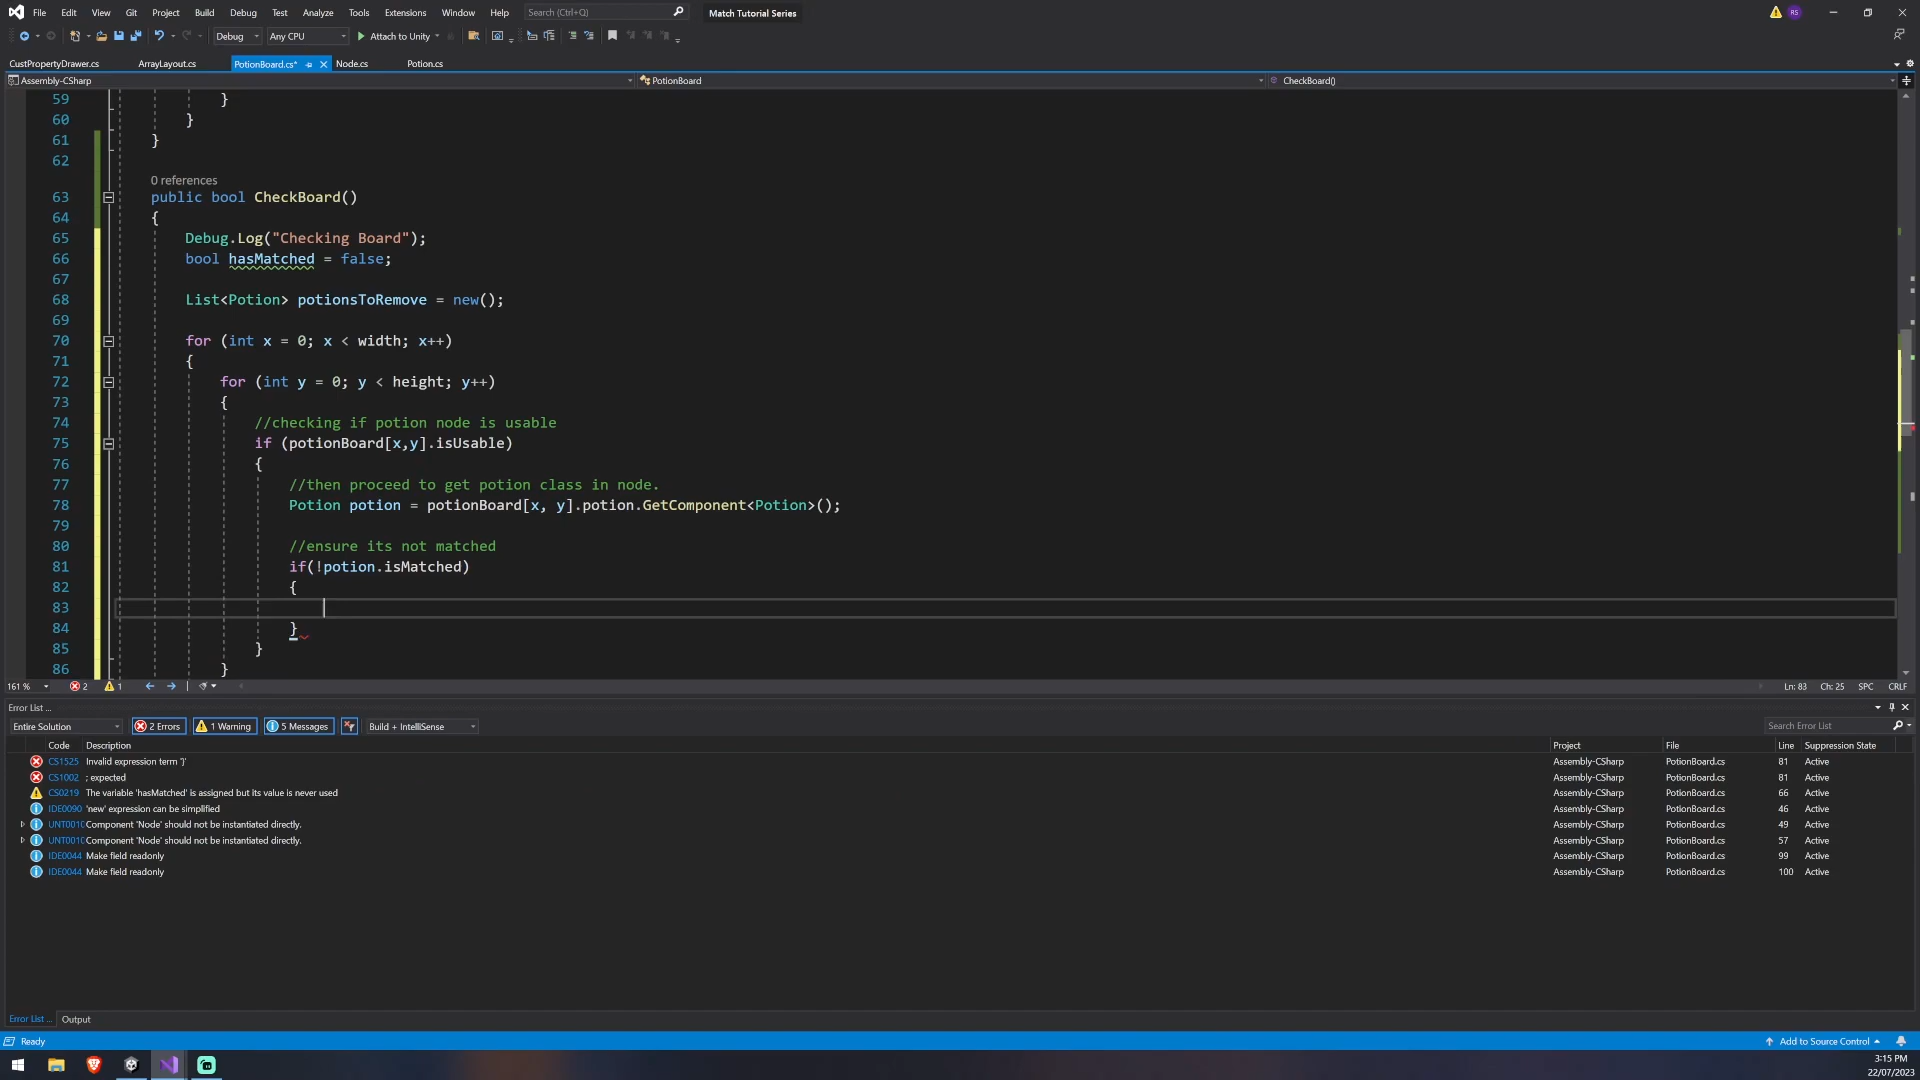 File Edit View Git Project Build Debug Test Analyze Tools Extensions Window Help Search (Ctrl+Q) Match Tutorial Series RS
Debug Any CPU Attach to Unity
CustPropertyDrawer.cs ArrayLayout.cs PotionBoard.cs* Node.cs Potion.cs
Assembly-CSharp PotionBoard CheckBoard()
59 }
60 }
61 }
62
0 references
63 public bool CheckBoard()
64 {
65 Debug.Log("Checking Board");
66 bool hasMatched = false;
67
68 List<Potion> potionsToRemove = new();
69
70 for (int x = 0; x < width; x++)
71 {
72 for (int y = 0; y < height; y++)
73 {
74 //checking if potion node is usable
75 if (potionBoard[x,y].isUsable)
76 {
77 //then proceed to get potion class in node.
78 Potion potion = potionBoard[x, y].potion.GetComponent<Potion>();
79
80 //ensure its not matched
81 if(!potion.isMatched)
82 {
83
84 }
85 }
86 }
161 % 2 1 Ln: 83 Ch: 25 SPC CRLF
Error List ...
Entire Solution 2 Errors 1 Warning 5 Messages Build + IntelliSense Search Error List
Code Description Project File Line Suppression State
CS1525 Invalid expression term '}' Assembly-CSharp PotionBoard.cs 81 Active
CS1002 ; expected Assembly-CSharp PotionBoard.cs 81 Active
CS0219 The variable 'hasMatched' is assigned but its value is never used Assembly-CSharp PotionBoard.cs 66 Active
IDE0090 'new' expression can be simplified Assembly-CSharp PotionBoard.cs 46 Active
UNT001C Component 'Node' should not be instantiated directly. Assembly-CSharp PotionBoard.cs 49 Active
UNT001C Component 'Node' should not be instantiated directly. Assembly-CSharp PotionBoard.cs 57 Active
IDE0044 Make field readonly Assembly-CSharp PotionBoard.cs 99 Active
IDE0044 Make field readonly Assembly-CSharp PotionBoard.cs 100 Active
Error List ... Output
Ready Add to Source Control
3:15 PM
22/07/2023